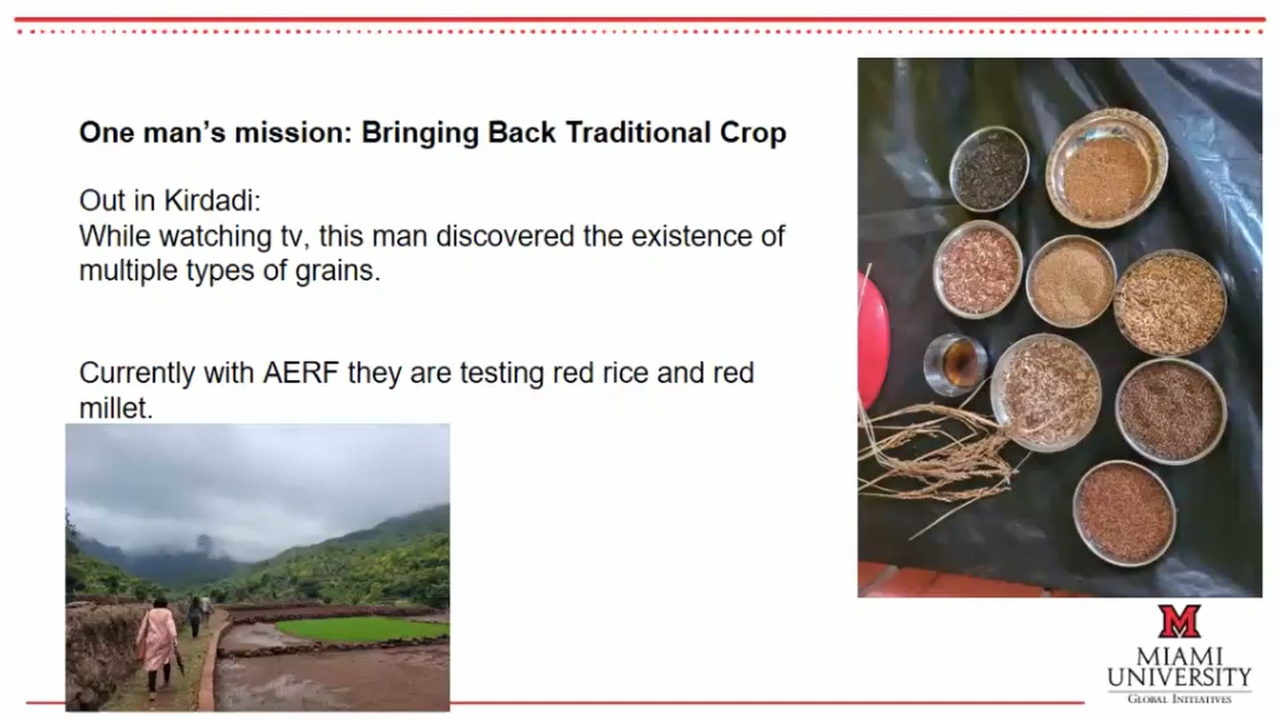 One man's mission: Bringing Back Traditional Crop
Out in Kirdadi:
While watching tv, this man discovered the existence of
multiple types of grains.
Currently with AERF they are testing red rice and red
millet.
M
MIAMI
UNIVERSITY
GLOBAL INITIATIVES